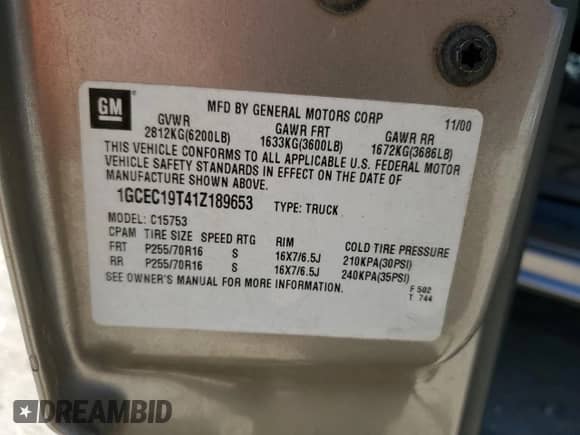 GM
MFD BY GENERAL MOTORS CORP 11/00
GVWR GAWR FRT GAWR RR
2812KG(6200LB) 1633KG(3600LB) 1672KG(3686LB)
THIS VEHICLE CONFORMS TO ALL APPLICABLE U.S. FEDERAL MOTOR
VEHICLE SAFETY STANDARDS IN EFFECT ON THE DATE OF
MANUFACTURE SHOWN ABOVE.
1GCEC19T41Z189653 TYPE: TRUCK
MODEL: C15753
CPAM TIRE SIZE SPEED RTG RIM COLD TIRE PRESSURE
FRT P255/70R16 S 16X7/6.5J 210KPA(30PSI)
RR P255/70R16 S 16X7/6.5J 240KPA(35PSI)
SEE OWNER'S MANUAL FOR MORE INFORMATION.
F 502
T 744
DREAMBID